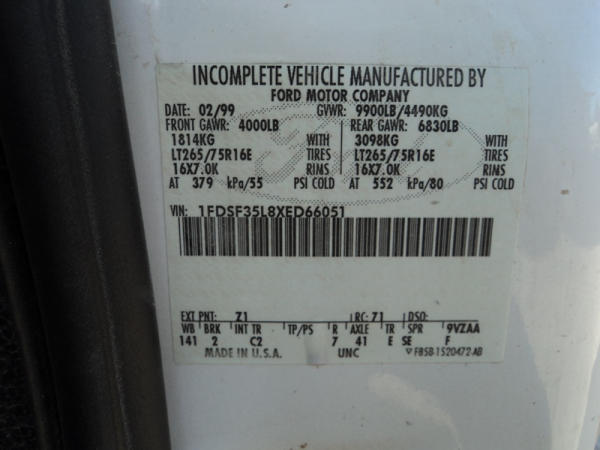 INCOMPLETE VEHICLE MANUFACTURED BY
FORD MOTOR COMPANY
DATE: 02/99 GVWR: 9900LB/4490KG
FRONT GAWR: 4000LB REAR GAWR: 6830LB
1814KG WITH 3098KG WITH
LT265/75R16E TIRES LT265/75R16E TIRES
16X7.0K RIMS 16X7.0K RIMS
AT 379 kPa/55 PSI COLD AT 552 kPa/80 PSI COLD
VIN: 1FDSF35L8XED66051
EXT PNT: Z1 RC: 71 DSO:
WB BRK INT TR TP/PS R AXLE TR SPR 9VZAA
141 2 C2 7 41 E SE F
MADE IN U.S.A. UNC F85B-1520472-AB